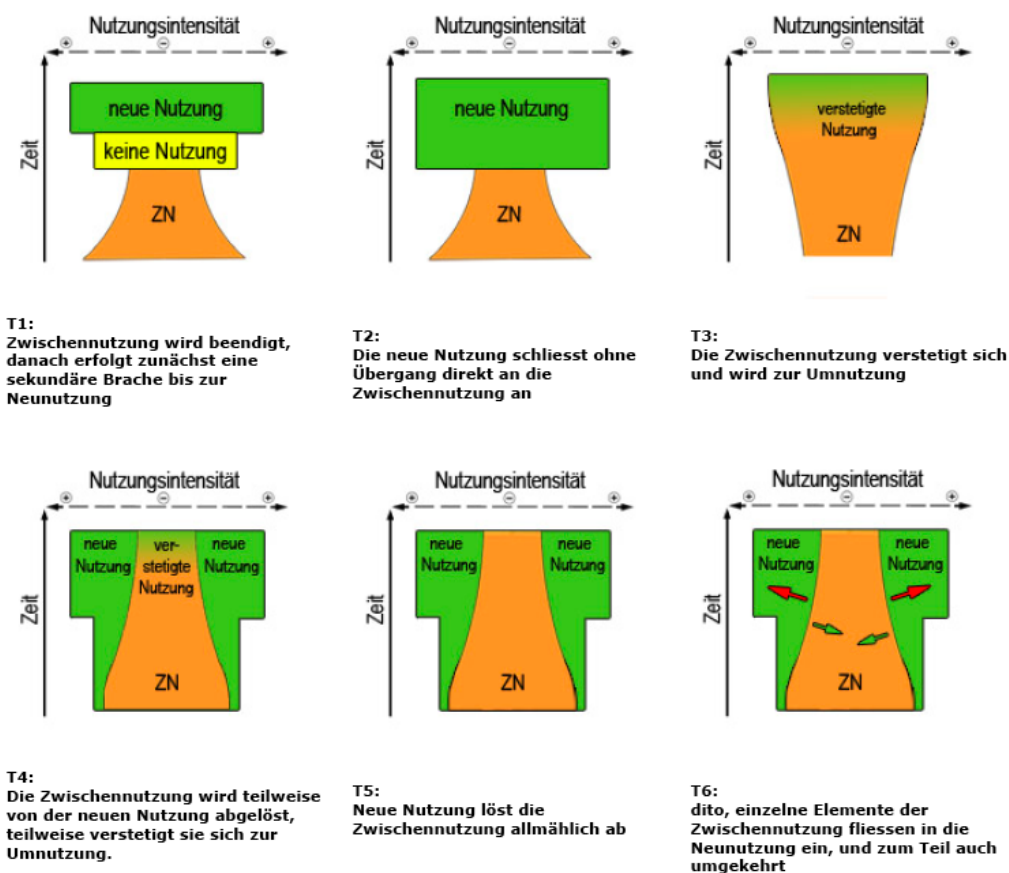 Nutzungsintensität
+ − +
Zeit
neue Nutzung
keine Nutzung
ZN
T1:
Zwischennutzung wird beendigt,
danach erfolgt zunächst eine
sekundäre Brache bis zur
Neunutzung
Nutzungsintensität
+ − +
Zeit
neue Nutzung
ZN
T2:
Die neue Nutzung schliesst ohne
Übergang direkt an die
Zwischennutzung an
Nutzungsintensität
+ − +
Zeit
verstetigte
Nutzung
ZN
T3:
Die Zwischennutzung verstetigt sich
und wird zur Umnutzung
Nutzungsintensität
+ − +
Zeit
neue
Nutzung
ver-
stetigte
Nutzung
neue
Nutzung
ZN
T4:
Die Zwischennutzung wird teilweise
von der neuen Nutzung abgelöst,
teilweise verstetigt sie sich zur
Umnutzung.
Nutzungsintensität
+ − +
Zeit
neue
Nutzung
neue
Nutzung
ZN
T5:
Neue Nutzung löst die
Zwischennutzung allmählich ab
Nutzungsintensität
+ − +
Zeit
neue
Nutzung
neue
Nutzung
ZN
T6:
dito, einzelne Elemente der
Zwischennutzung fliessen in die
Neunutzung ein, und zum Teil auch
umgekehrt